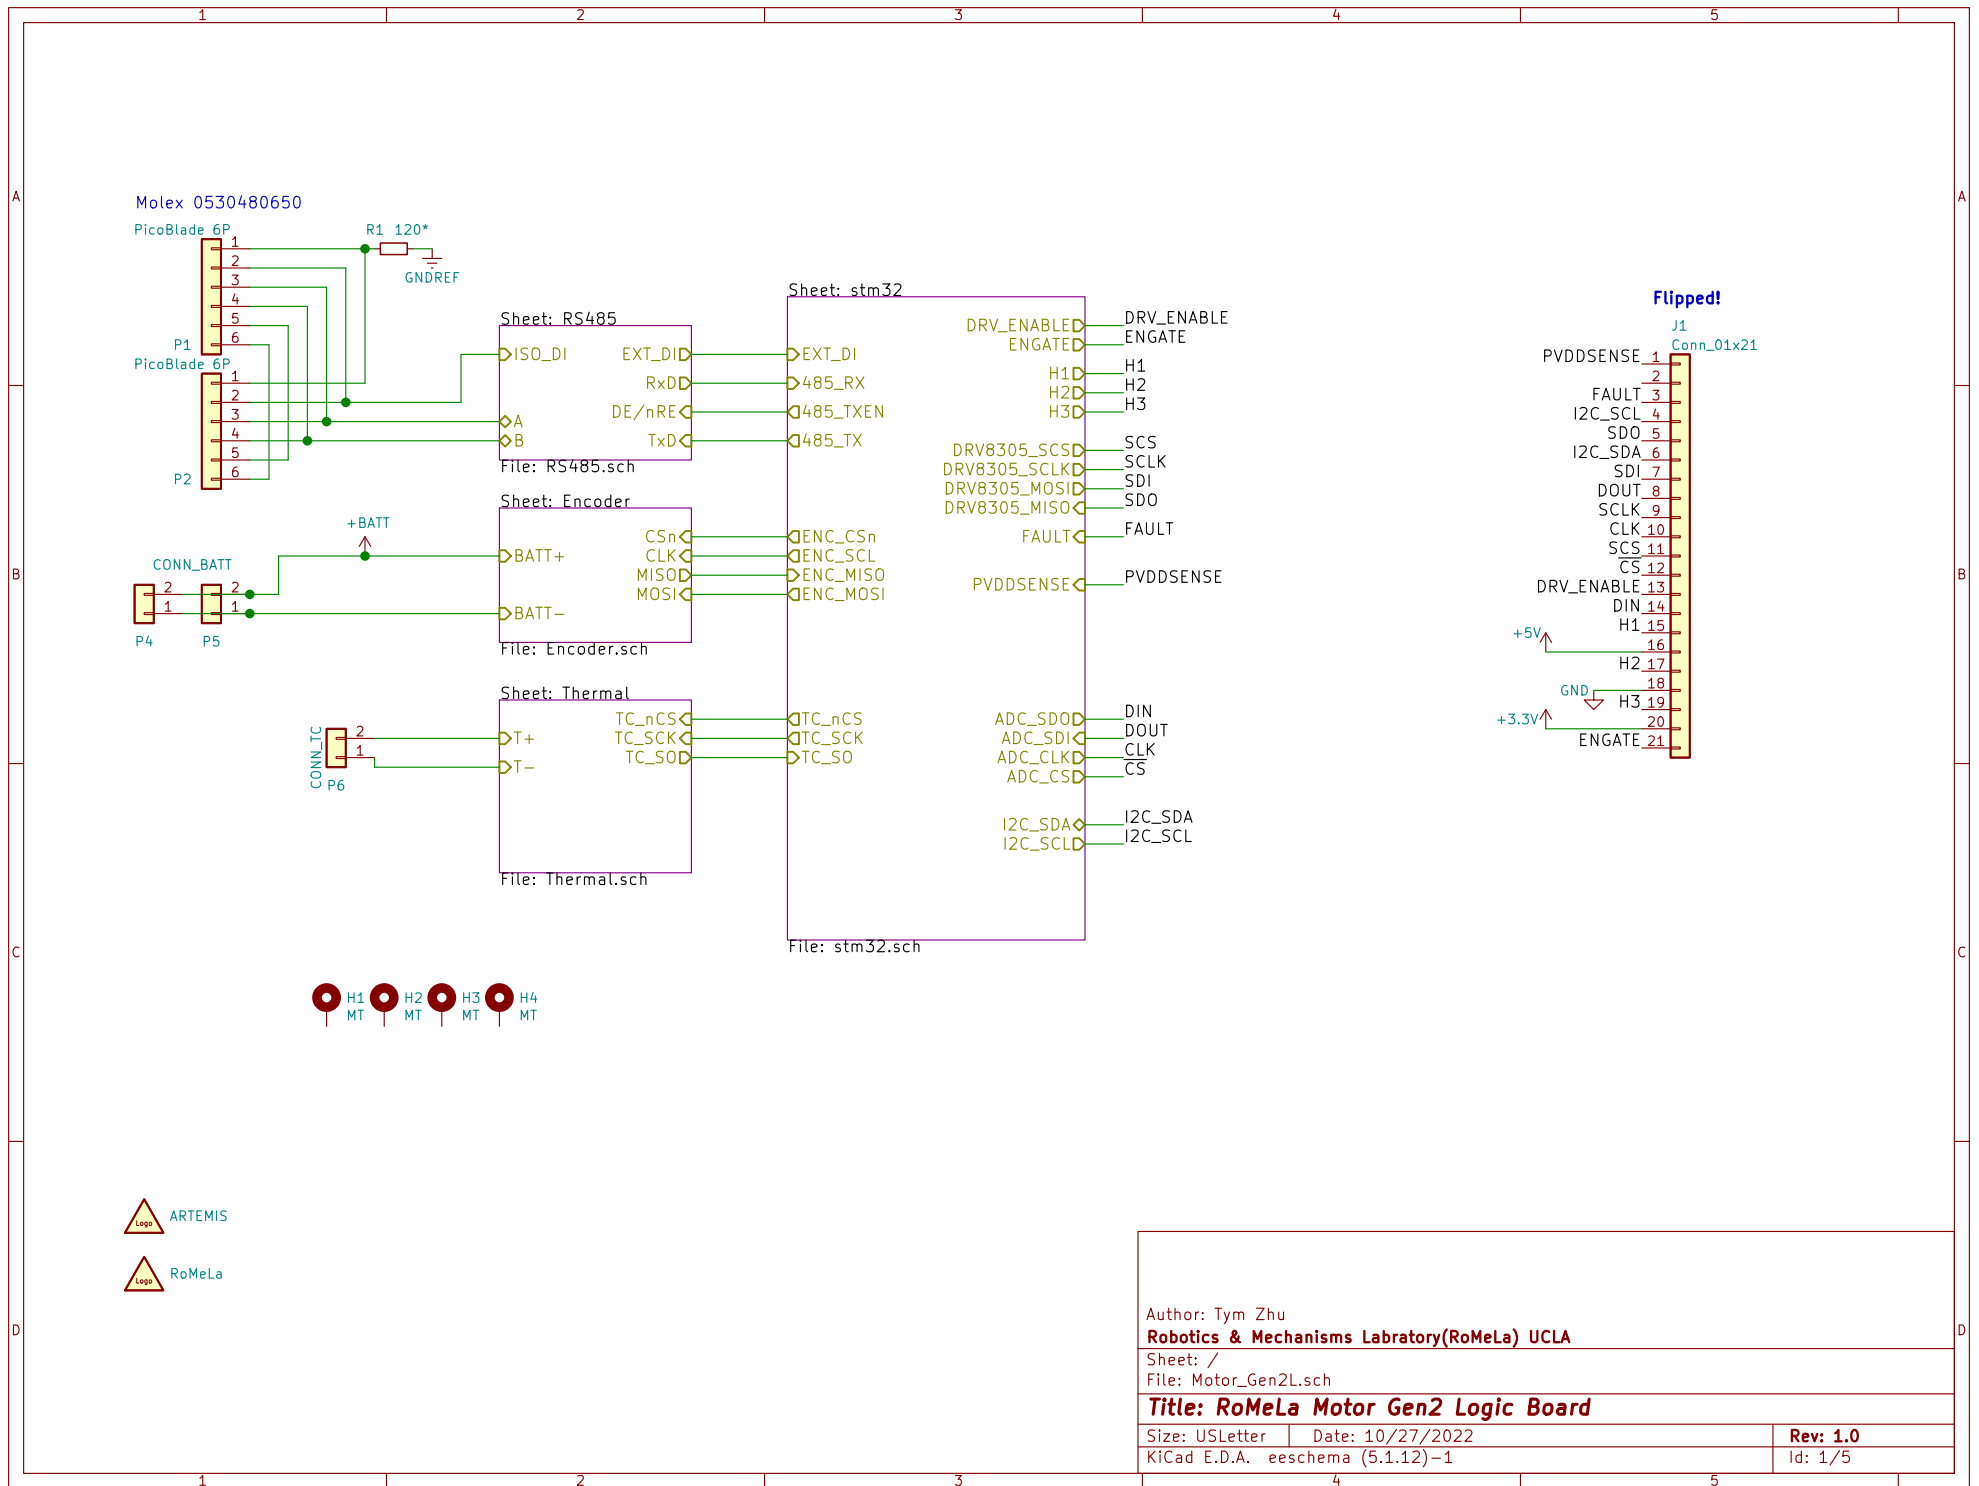 1 2 3 4 5
A A
B B
C C
D D
Molex 0530480650
PicoBlade 6P
1
2
3
4
5
6
P1
R1 120*
GNDREF
PicoBlade 6P
1
2
3
4
5
6
P2
+BATT
CONN_BATT
2
1
P4
2
1
P5
CONN_TC
2
1
P6
Sheet: RS485
ISO_DI
A
B
EXT_DI
RxD
DE/nRE
TxD
File: RS485.sch
Sheet: Encoder
BATT+
BATT-
CSn
CLK
MISO
MOSI
File: Encoder.sch
Sheet: Thermal
T+
T-
TC_nCS
TC_SCK
TC_SO
File: Thermal.sch
Sheet: stm32
EXT_DI
485_RX
485_TXEN
485_TX
ENC_CSn
ENC_SCL
ENC_MISO
ENC_MOSI
TC_nCS
TC_SCK
TC_SO
DRV_ENABLE DRV_ENABLE
ENGATE ENGATE
H1 H1
H2 H2
H3 H3
DRV8305_SCS SCS
DRV8305_SCLK SCLK
DRV8305_MOSI SDI
DRV8305_MISO SDO
FAULT FAULT
PVDDSENSE PVDDSENSE
ADC_SDO DIN
ADC_SDI DOUT
ADC_CLK CLK
ADC_CS CS
I2C_SDA I2C_SDA
I2C_SCL I2C_SCL
File: stm32.sch
Flipped!
J1
Conn_01x21
PVDDSENSE 1
2
FAULT 3
I2C_SCL 4
SDO 5
I2C_SDA 6
SDI 7
DOUT 8
SCLK 9
CLK 10
SCS 11
CS 12
DRV_ENABLE 13
DIN 14
H1 15
+5V 16
H2 17
GND 18
H3 19
+3.3V 20
ENGATE 21
H1
MT
H2
MT
H3
MT
H4
MT
Logo ARTEMIS
Logo RoMeLa
Author: Tym Zhu
Robotics & Mechanisms Labratory(RoMeLa) UCLA
Sheet: /
File: Motor_Gen2L.sch
Title: RoMeLa Motor Gen2 Logic Board
Size: USLetter Date: 10/27/2022 Rev: 1.0
KiCad E.D.A. eeschema (5.1.12)-1 Id: 1/5
1 2 3 4 5